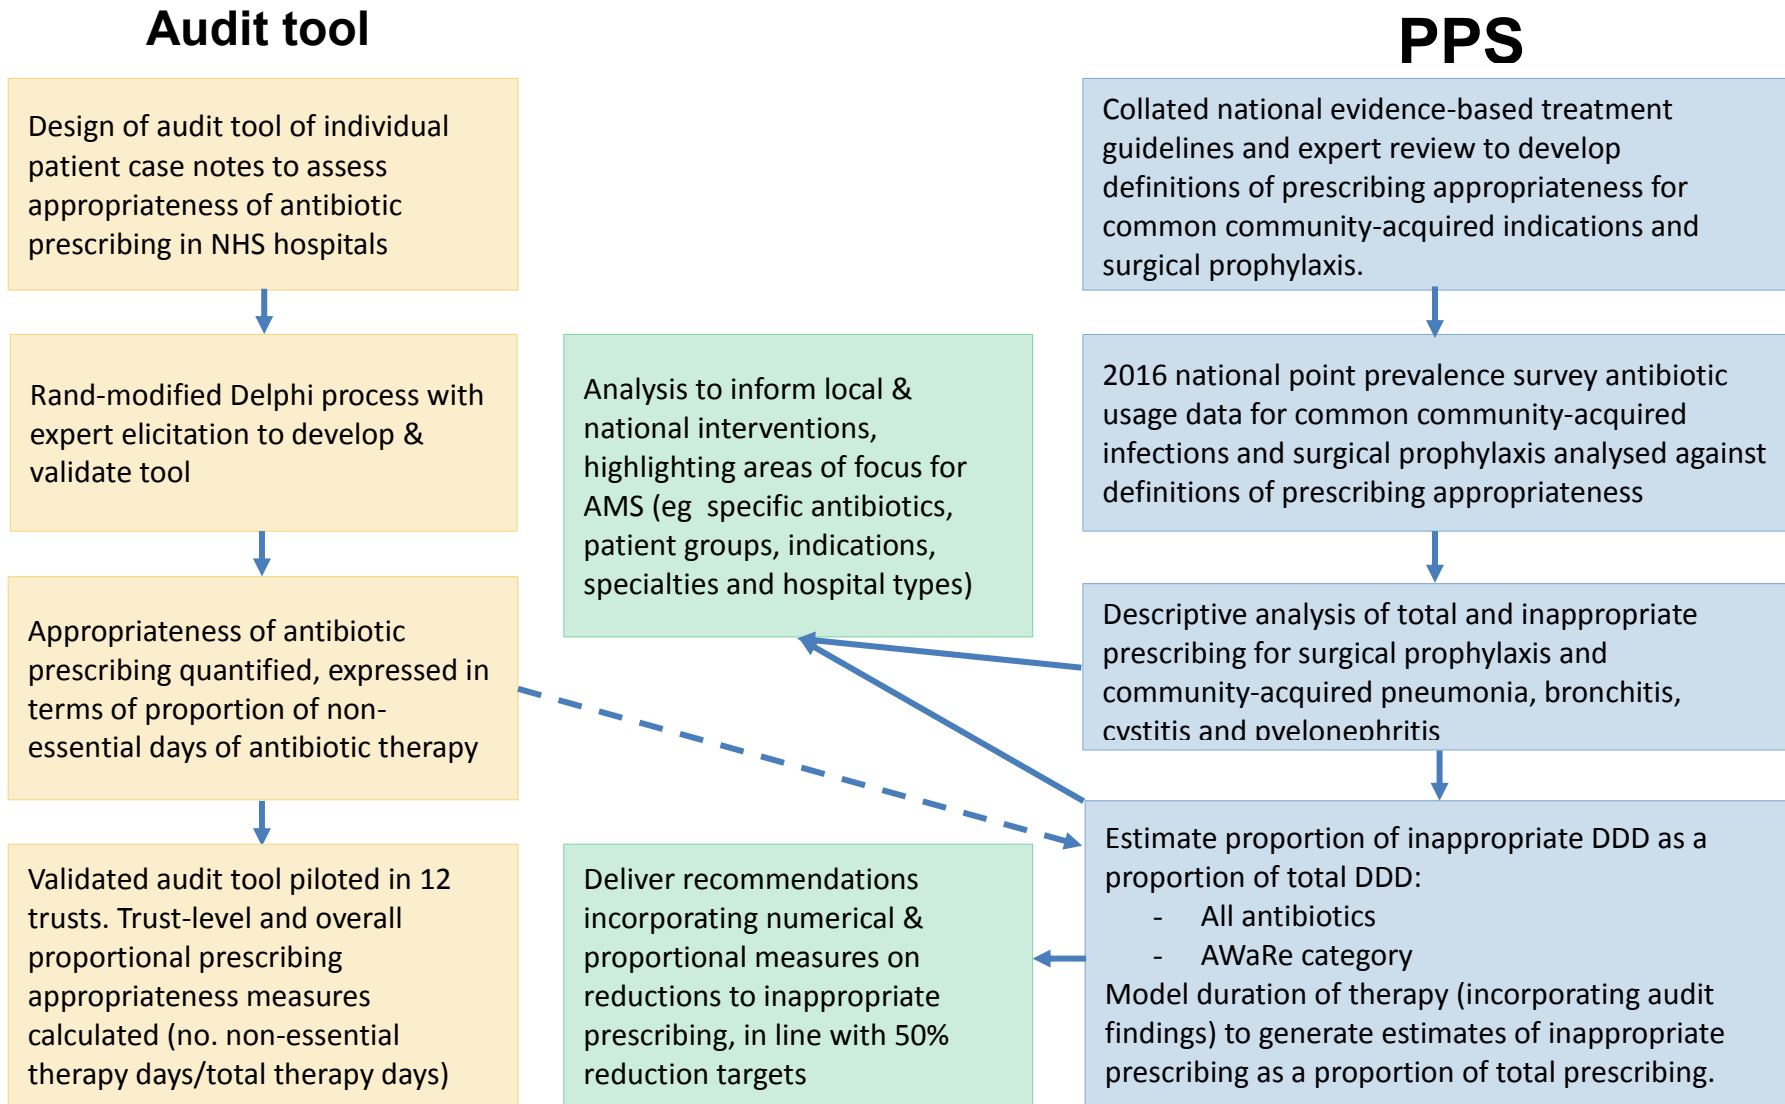 Audit tool
Design of audit tool of individual
patient case notes to assess
appropriateness of antibiotic
prescribing in NHS hospitals
Rand-modified Delphi process with
expert elicitation to develop &
validate tool
Appropriateness of antibiotic
prescribing quantified, expressed in
terms of proportion of non-
essential days of antibiotic therapy
Validated audit tool piloted in 12
trusts. Trust-level and overall
proportional prescribing
appropriateness measures
calculated (no. non-essential
therapy days/total therapy days)
Analysis to inform local &
national interventions,
highlighting areas of focus for
AMS (eg specific antibiotics,
patient groups, indications,
specialties and hospital types)
Deliver recommendations
incorporating numerical &
proportional measures on
reductions to inappropriate
prescribing, in line with 50%
reduction targets
PPS
Collated national evidence-based treatment
guidelines and expert review to develop
definitions of prescribing appropriateness for
common community-acquired indications and
surgical prophylaxis.
2016 national point prevalence survey antibiotic
usage data for common community-acquired
infections and surgical prophylaxis analysed against
definitions of prescribing appropriateness
Descriptive analysis of total and inappropriate
prescribing for surgical prophylaxis and
community-acquired pneumonia, bronchitis,
cystitis and pyelonephritis
Estimate proportion of inappropriate DDD as a
proportion of total DDD:
- All antibiotics
- AWaRe category
Model duration of therapy (incorporating audit
findings) to generate estimates of inappropriate
prescribing as a proportion of total prescribing.